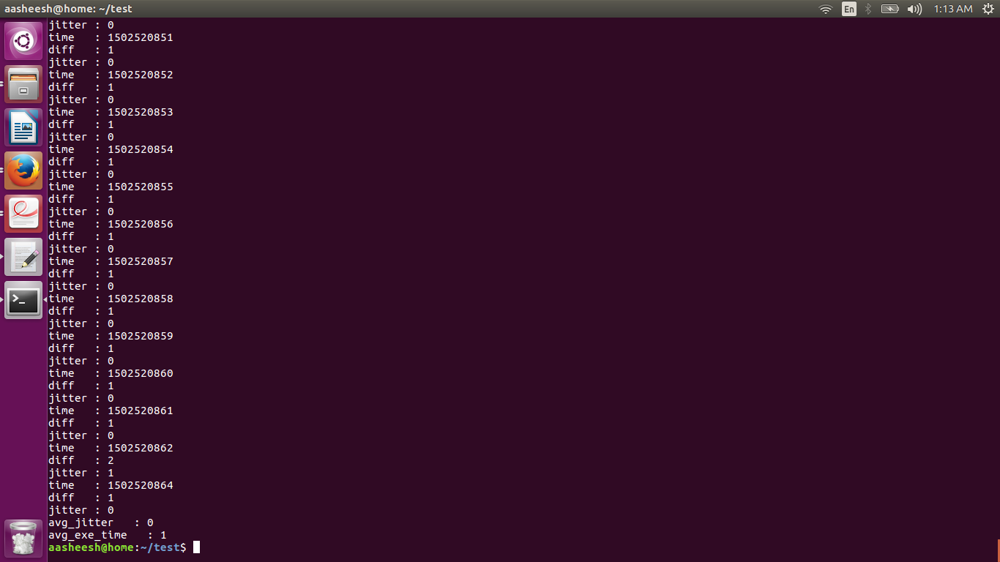 aasheesh@home: ~/test
En
1:13 AM
jitter : 0
time   : 1502520851
diff   : 1
jitter : 0
time   : 1502520852
diff   : 1
jitter : 0
time   : 1502520853
diff   : 1
jitter : 0
time   : 1502520854
diff   : 1
jitter : 0
time   : 1502520855
diff   : 1
jitter : 0
time   : 1502520856
diff   : 1
jitter : 0
time   : 1502520857
diff   : 1
jitter : 0
time   : 1502520858
diff   : 1
jitter : 0
time   : 1502520859
diff   : 1
jitter : 0
time   : 1502520860
diff   : 1
jitter : 0
time   : 1502520861
diff   : 1
jitter : 0
time   : 1502520862
diff   : 2
jitter : 1
time   : 1502520864
diff   : 1
jitter : 0
avg_jitter   : 0
avg_exe_time   : 1
aasheesh@home:~/test$